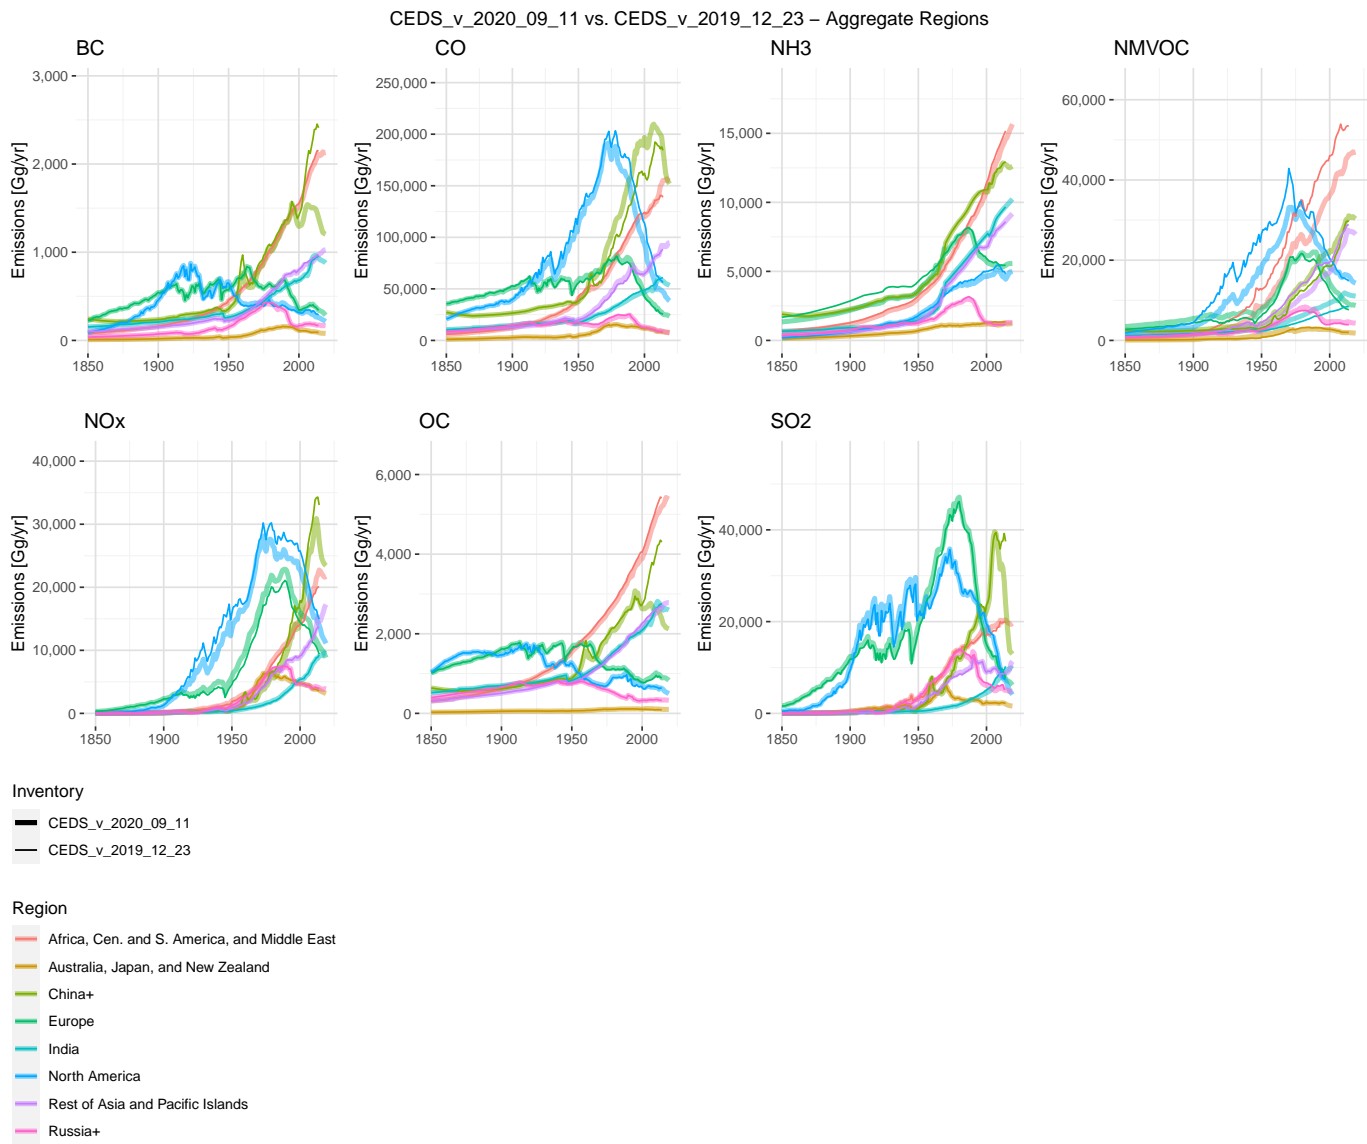 CEDS_v_2020_09_11 vs. CEDS_v_2019_12_23 – Aggregate Regions
BC
CO
NH3
NMVOC
Emissions [Gg/yr]
3,000
2,000
1,000
0
1850 1900 1950 2000
Emissions [Gg/yr]
250,000
200,000
150,000
100,000
50,000
0
1850 1900 1950 2000
Emissions [Gg/yr]
15,000
10,000
5,000
0
1850 1900 1950 2000
Emissions [Gg/yr]
60,000
40,000
20,000
0
1850 1900 1950 2000
NOx
OC
SO2
Emissions [Gg/yr]
40,000
30,000
20,000
10,000
0
1850 1900 1950 2000
Emissions [Gg/yr]
6,000
4,000
2,000
0
1850 1900 1950 2000
Emissions [Gg/yr]
40,000
20,000
0
1850 1900 1950 2000
Inventory
CEDS_v_2020_09_11
CEDS_v_2019_12_23
Region
Africa, Cen. and S. America, and Middle East
Australia, Japan, and New Zealand
China+
Europe
India
North America
Rest of Asia and Pacific Islands
Russia+